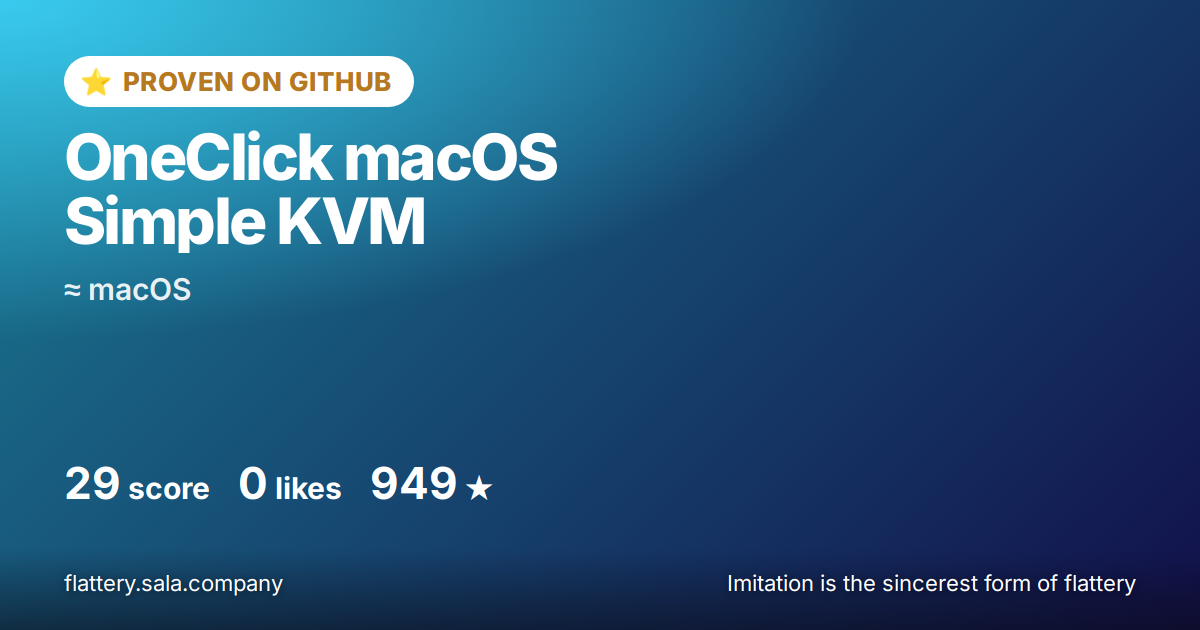 ⭐ PROVEN ON GITHUB
OneClick macOS
Simple KVM
≈ macOS
29 score 0 likes 949 ★
flattery.sala.company
Imitation is the sincerest form of flattery